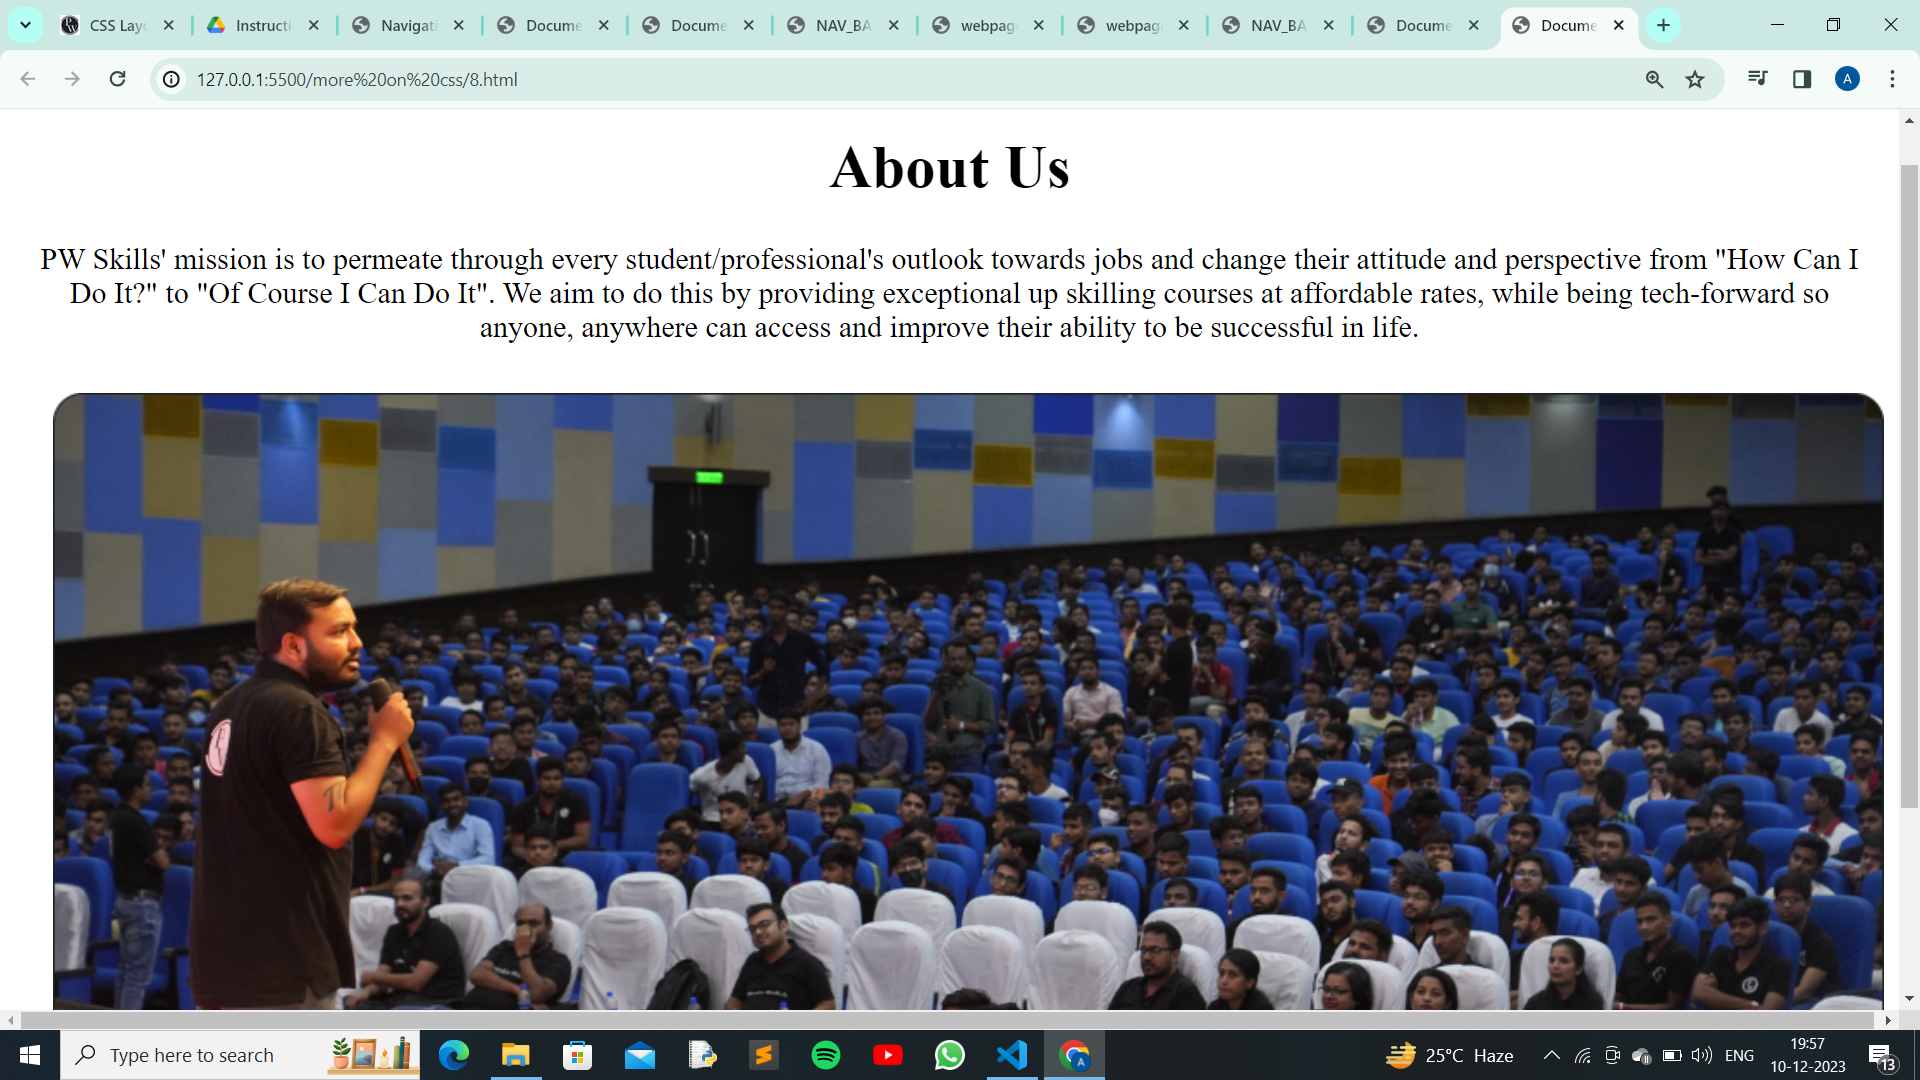 CSS Layo
Instructi
Navigati
Docume
Docume
NAV_BA
webpag
webpag
NAV_BA
Docume
Docume
127.0.0.1:5500/more%20on%20css/8.html
A
About Us
PW Skills' mission is to permeate through every student/professional's outlook towards jobs and change their attitude and perspective from "How Can I
Do It?" to "Of Course I Can Do It". We aim to do this by providing exceptional up skilling courses at affordable rates, while being tech-forward so
anyone, anywhere can access and improve their ability to be successful in life.
Type here to search
25°C Haze
ENG
19:57
10-12-2023
13